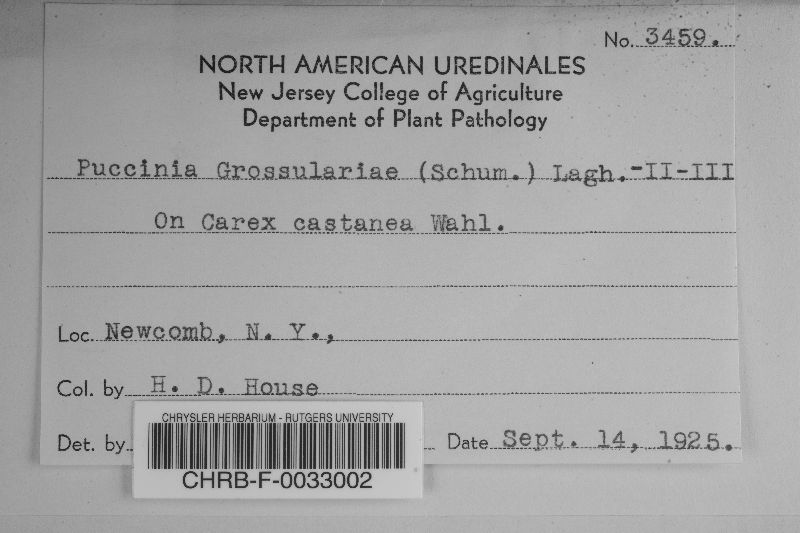 No. 3459.
NORTH AMERICAN UREDINALES
New Jersey College of Agriculture
Department of Plant Pathology
Puccinia Grossulariae (Schum.) Lagh.-II-III
On Carex castanea Wahl.
Loc. Newcomb, N. Y.,
Col. by H. D. House
Det. by
Date Sept. 14, 1925.
CHRYSLER HERBARIUM - RUTGERS UNIVERSITY
CHRB-F-0033002